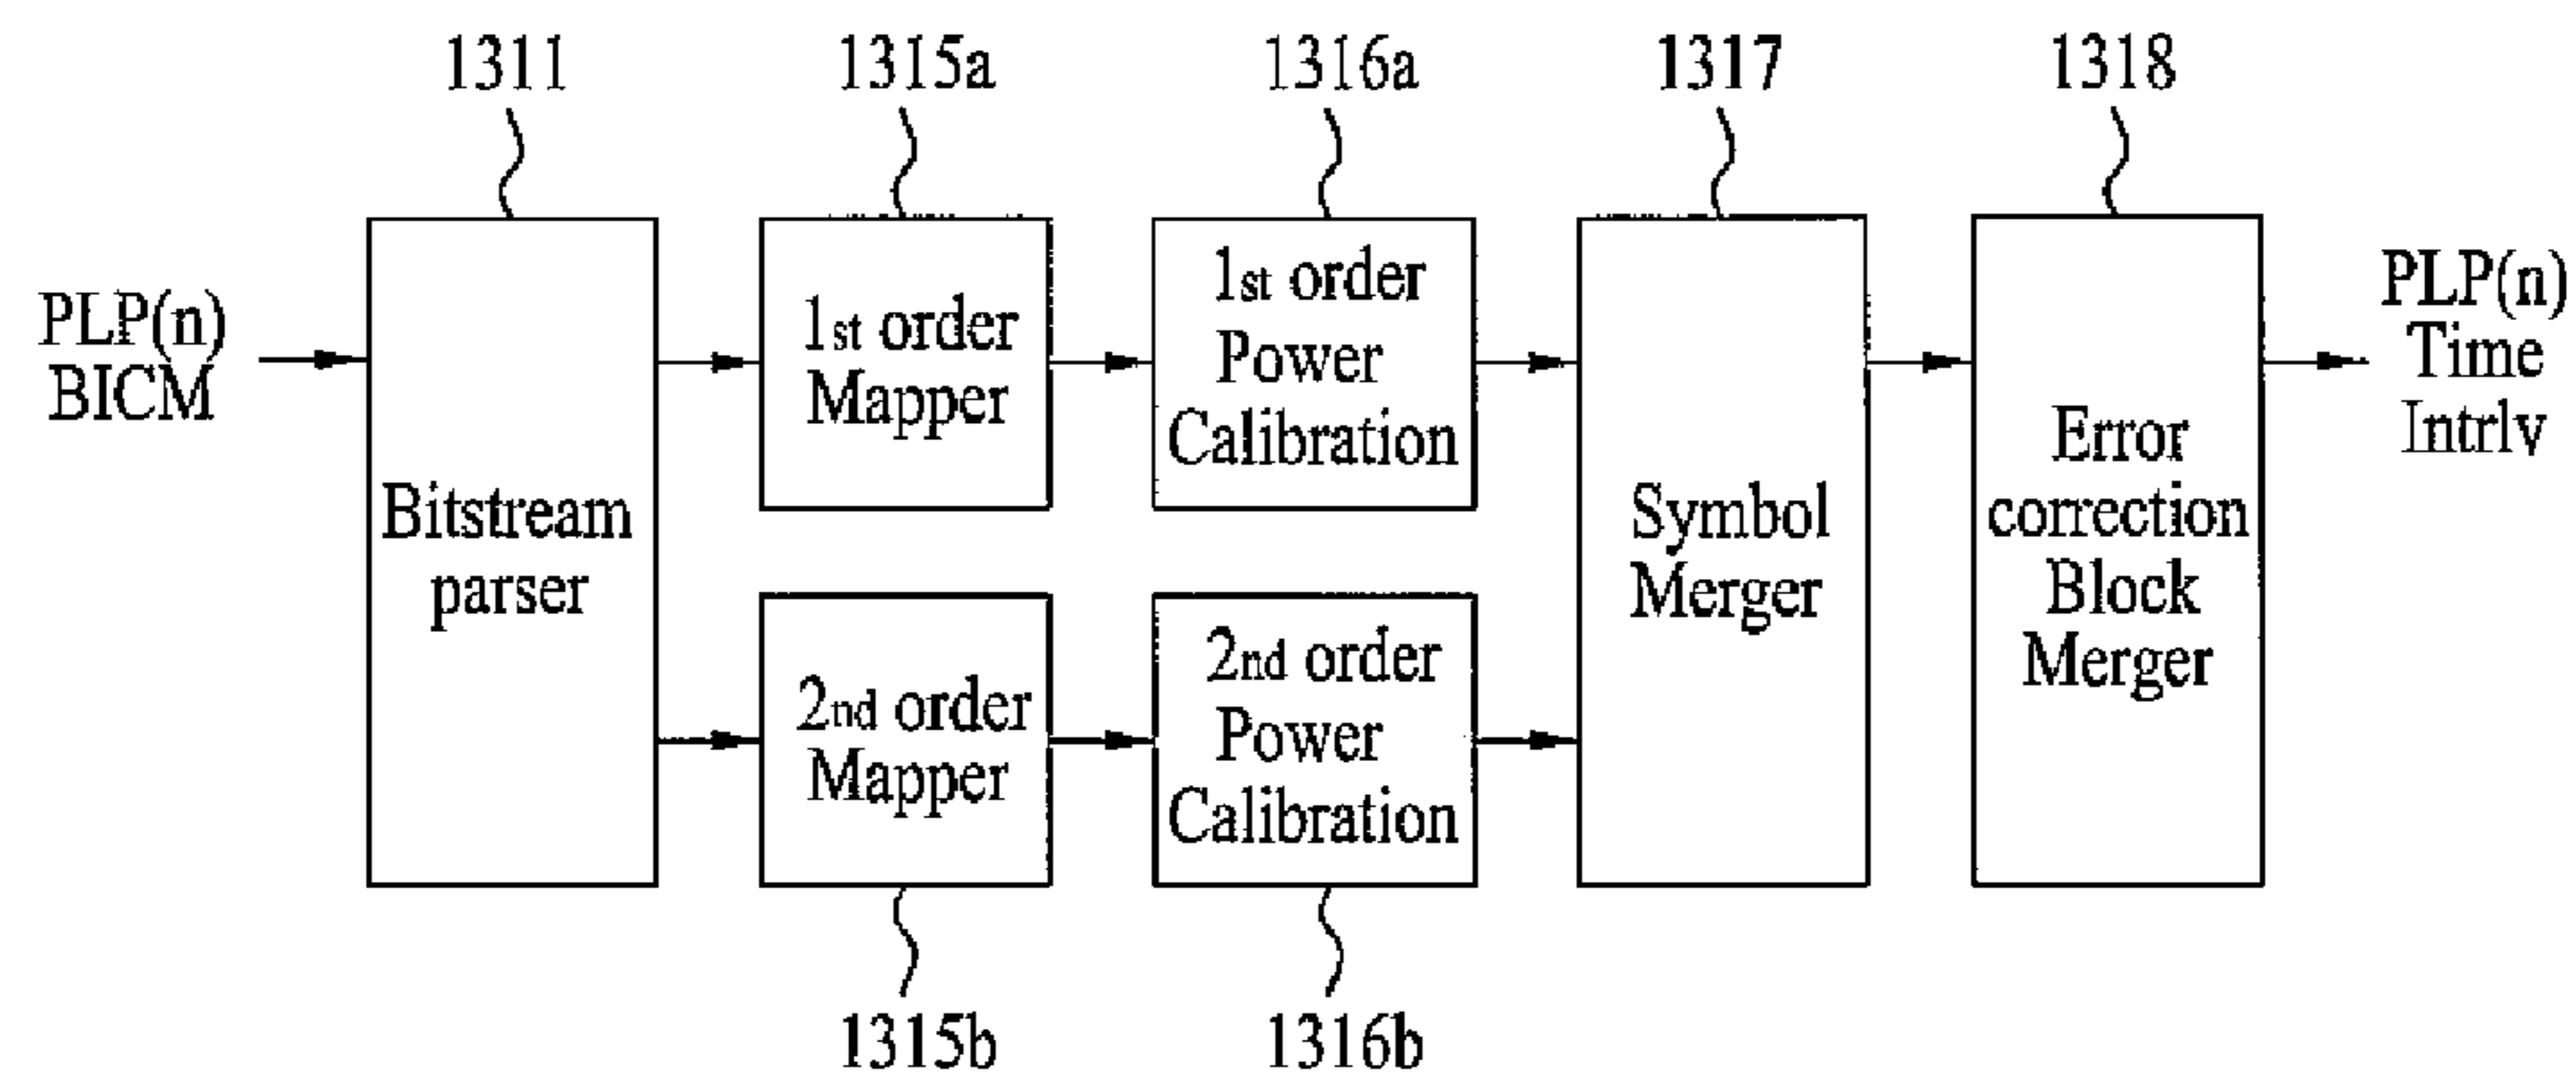 1311
1315a
1316a
1317
1318
PLP(n)
BICM
Bitstream
parser
1st order
Mapper
1st order
Power
Calibration
2nd order
Mapper
2nd order
Power
Calibration
Symbol
Merger
Error
correction
Block
Merger
PLP(n)
Time
Intrlv
1315b
1316b